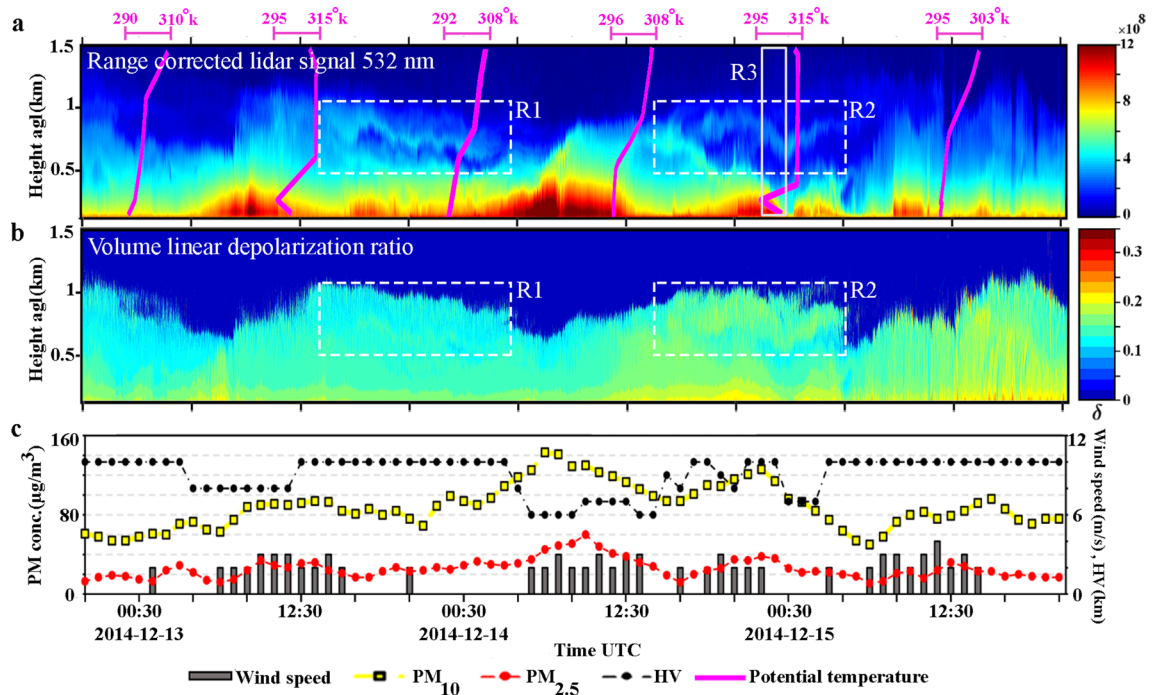 290 310°k 295 315°k 292 308°k 296 308°k 295 315°k 295 303°k
a
×10⁸
1.5
Range corrected lidar signal 532 nm
R3
12
R1
R2
8
1
0.5
4
0
Height agl(km)
b
1.5
Volume linear depolarization ratio
0.3
R1
R2
1
0.2
0.5
0.1
0
Height agl(km)
δ
c
160
12
80
6
0
0
PM conc.(μg/m³)
Wind speed (m/s), HV(km)
00:30 12:30 00:30 12:30 00:30 12:30
2014-12-13 2014-12-14 2014-12-15
Time UTC
Wind speed PM10 PM2.5 HV Potential temperature